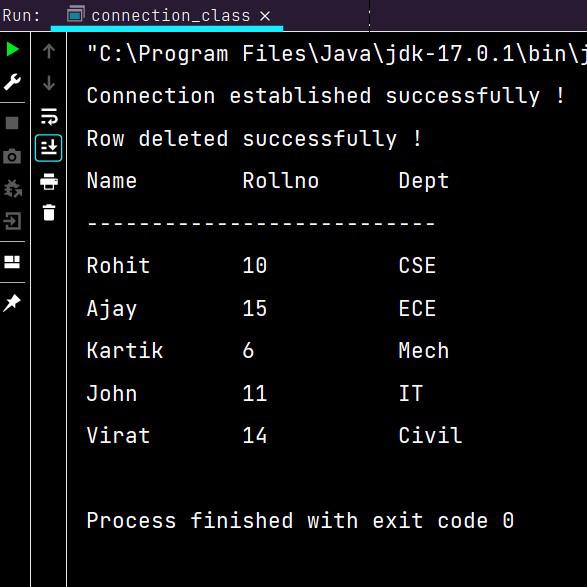 Run: connection_class ×
"C:\Program Files\Java\jdk-17.0.1\bin\j
Connection established successfully !
Row deleted successfully !
Name Rollno Dept
---------------------------
Rohit 10 CSE
Ajay 15 ECE
Kartik 6 Mech
John 11 IT
Virat 14 Civil
Process finished with exit code 0